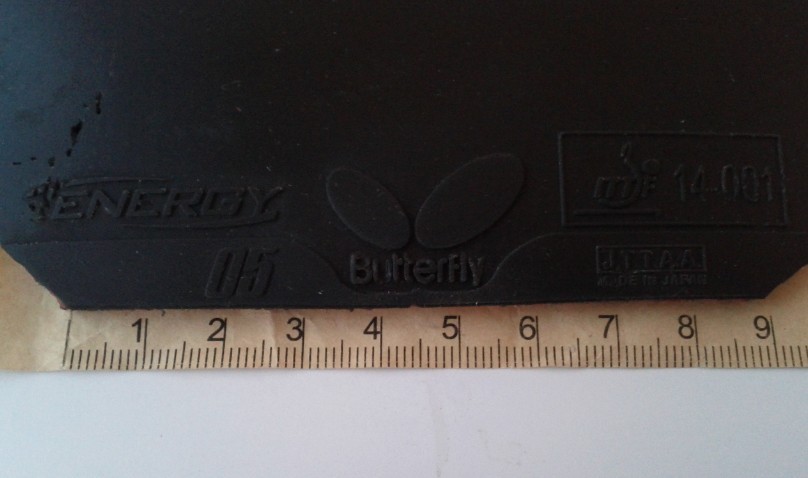 ENERGY
05
Butterfly
ITTF 14-001
JTTAA
MADE IN JAPAN
1 2 3 4 5 6 7 8 9